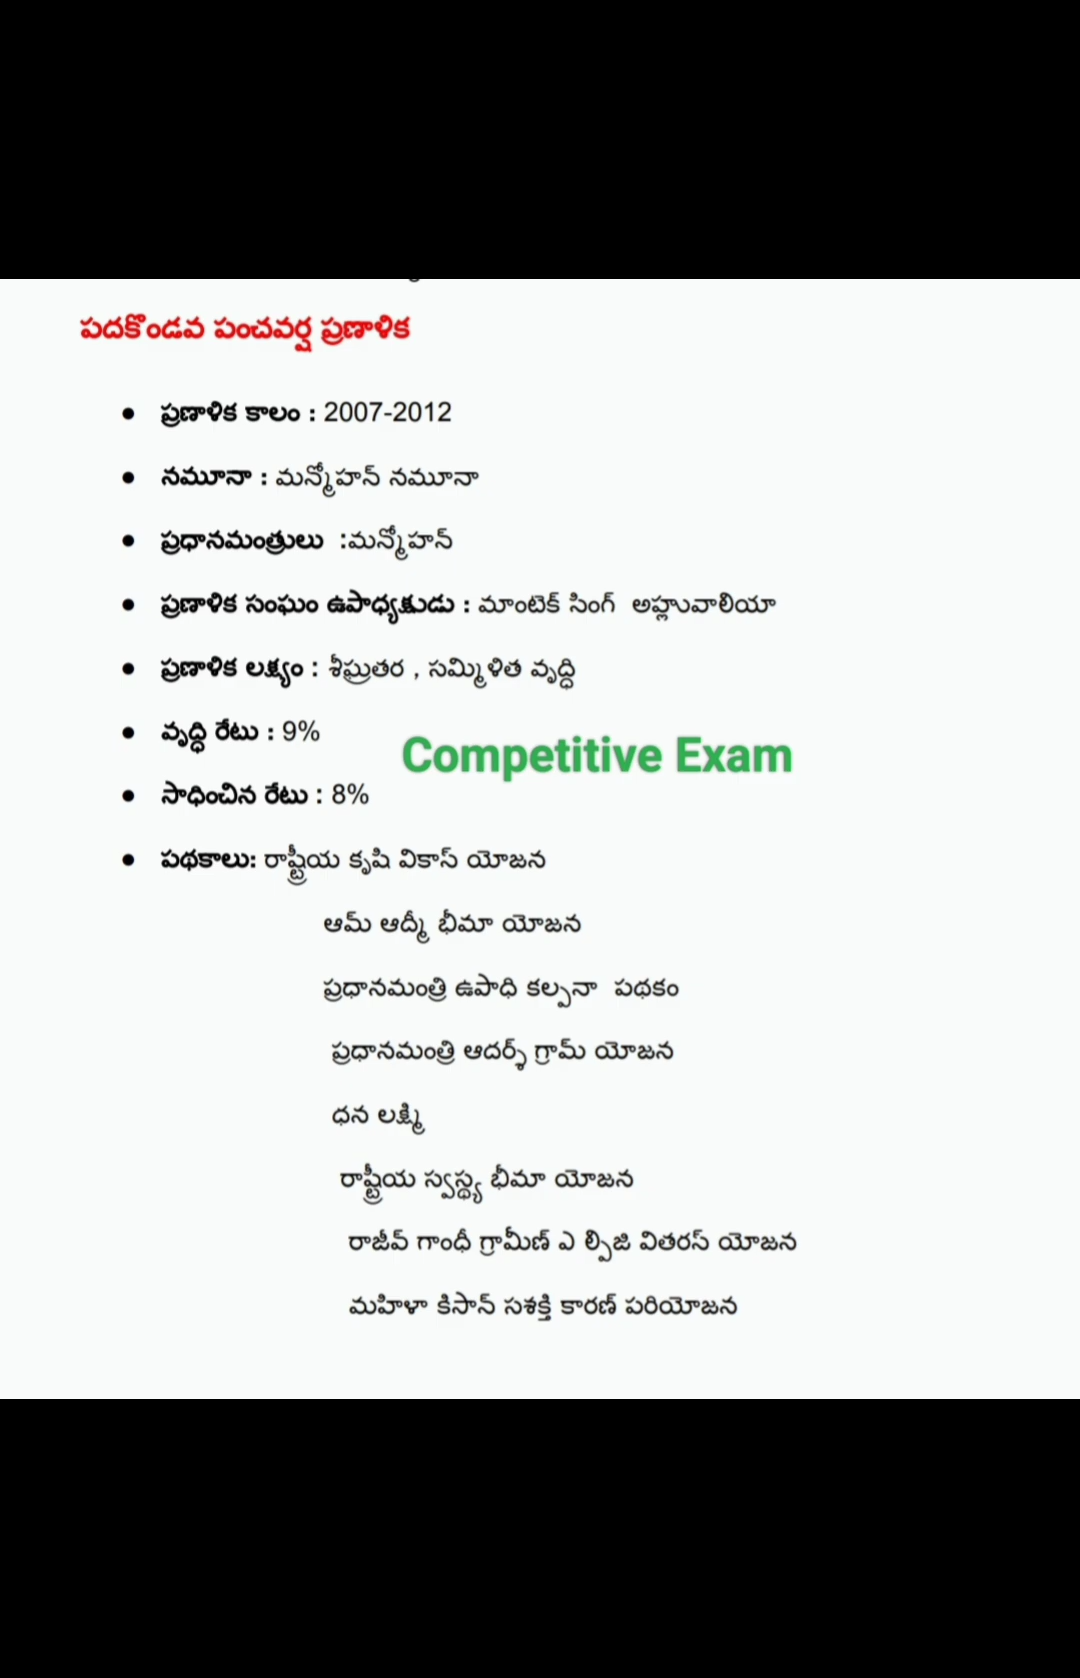 పదకొండవ పంచవర్ష ప్రణాళిక
● ప్రణాళిక కాలం : 2007-2012
● నమూనా : మన్మోహన్ నమూనా
● ప్రధానమంత్రులు :మన్మోహన్
● ప్రణాళిక సంఘం ఉపాధ్యక్షుడు : మాంటెక్ సింగ్ అహ్లువాలియా
● ప్రణాళిక లక్ష్యం : శీఘ్రతర , సమ్మిళిత వృద్ధి
● వృద్ధి రేటు : 9%
Competitive Exam
● సాధించిన రేటు : 8%
● పథకాలు: రాష్ట్రీయ కృషి వికాస్ యోజన
ఆమ్ ఆద్మీ భీమా యోజన
ప్రధానమంత్రి ఉపాధి కల్పనా పథకం
ప్రధానమంత్రి ఆదర్శ్ గ్రామ్ యోజన
ధన లక్ష్మి
రాష్ట్రీయ స్వస్థ్య భీమా యోజన
రాజీవ్ గాంధీ గ్రామీణ్ ఎ ల్పిజి వితరస్ యోజన
మహిళా కిసాన్ సశక్తి కారణ్ పరియోజన